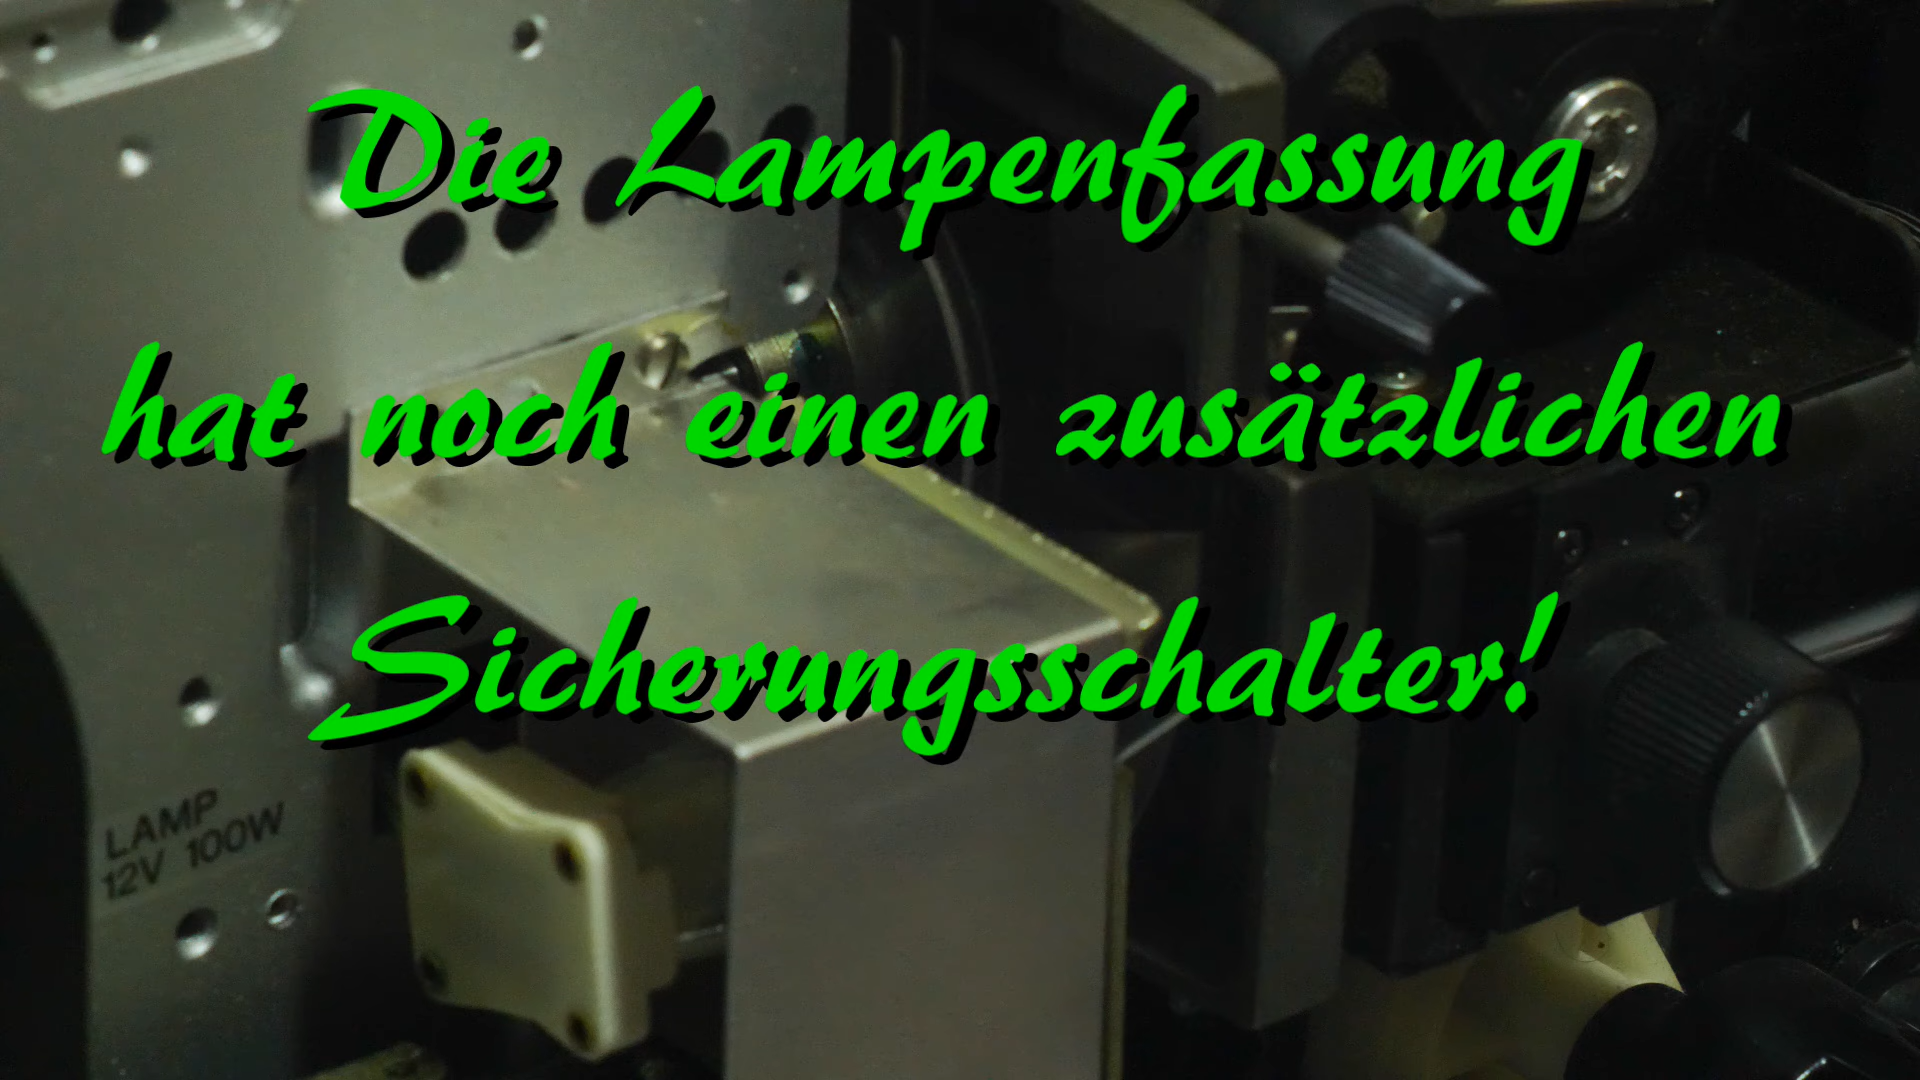 Die Lampenfassung
hat noch einen zusätzlichen
Sicherungsschalter!
LAMP
12V 100W